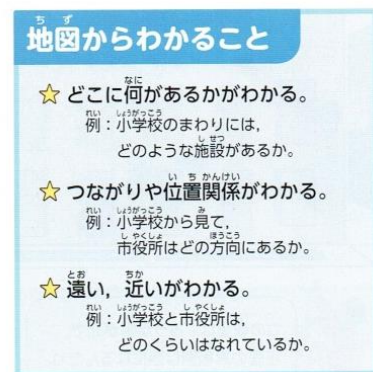 地図からわかること
☆ どこに何があるかがわかる。
例：小学校のまわりには，
どのような施設があるか。
☆ つながりや位置関係がわかる。
例：小学校から見て，
市役所はどの方向にあるか。
☆ 遠い，近いがわかる。
例：小学校と市役所は，
どのくらいはなれているか。